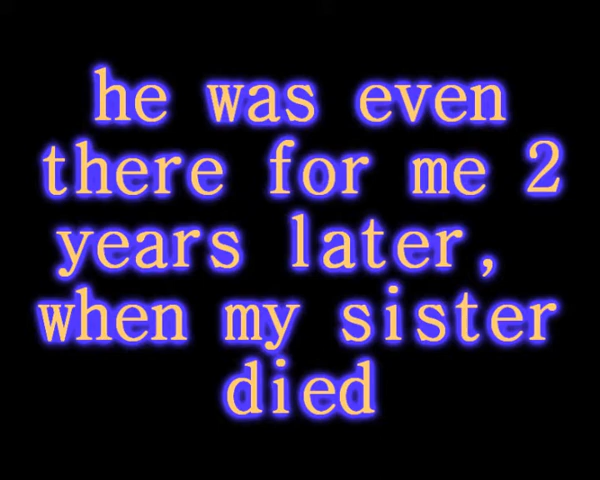 he was even
there for me 2
years later,
when my sister
died